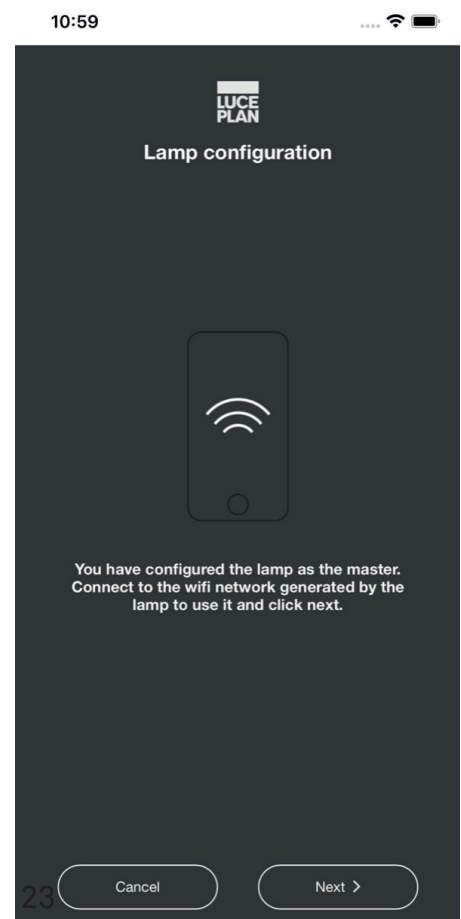 10:59
LUCE
PLAN
Lamp configuration
You have configured the lamp as the master.
Connect to the wifi network generated by the
lamp to use it and click next.
23
Cancel
Next >